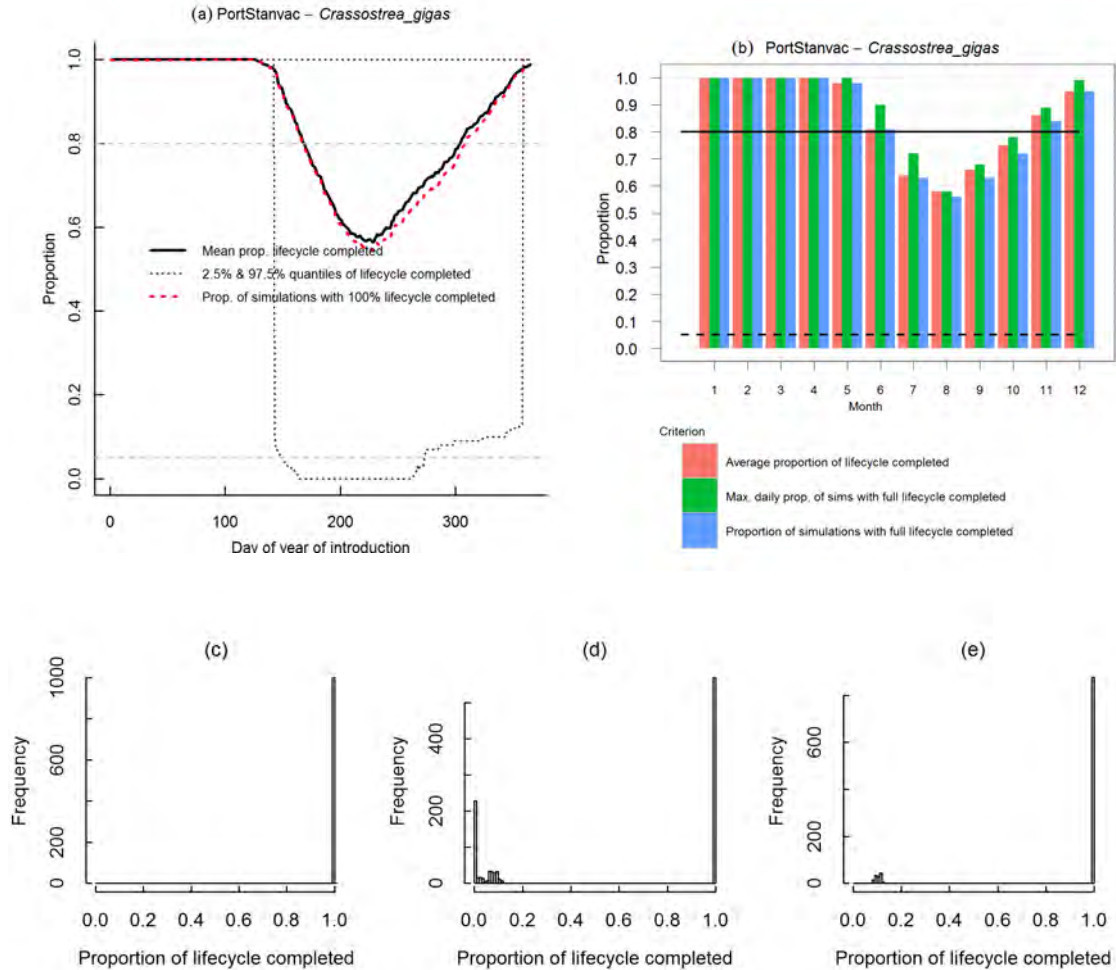 (a) PortStanvac – Crassostrea_gigas
Proportion
1.0
0.8
0.6
0.4
0.2
0.0
Mean prop. lifecycle completed
2.5% & 97.5% quantiles of lifecycle completed
Prop. of simulations with 100% lifecycle completed
0 100 200 300
Day of year of introduction
(b) PortStanvac – Crassostrea_gigas
Proportion
1.0
0.9
0.8
0.7
0.6
0.5
0.4
0.3
0.2
0.1
0.0
1 2 3 4 5 6 7 8 9 10 11 12
Month
Criterion
Average proportion of lifecycle completed
Max. daily prop. of sims with full lifecycle completed
Proportion of simulations with full lifecycle completed
(c)
Frequency
1000
600
200
0
0.0 0.2 0.4 0.6 0.8 1.0
Proportion of lifecycle completed
(d)
Frequency
400
200
0
0.0 0.2 0.4 0.6 0.8 1.0
Proportion of lifecycle completed
(e)
Frequency
600
200
0
0.0 0.2 0.4 0.6 0.8 1.0
Proportion of lifecycle completed